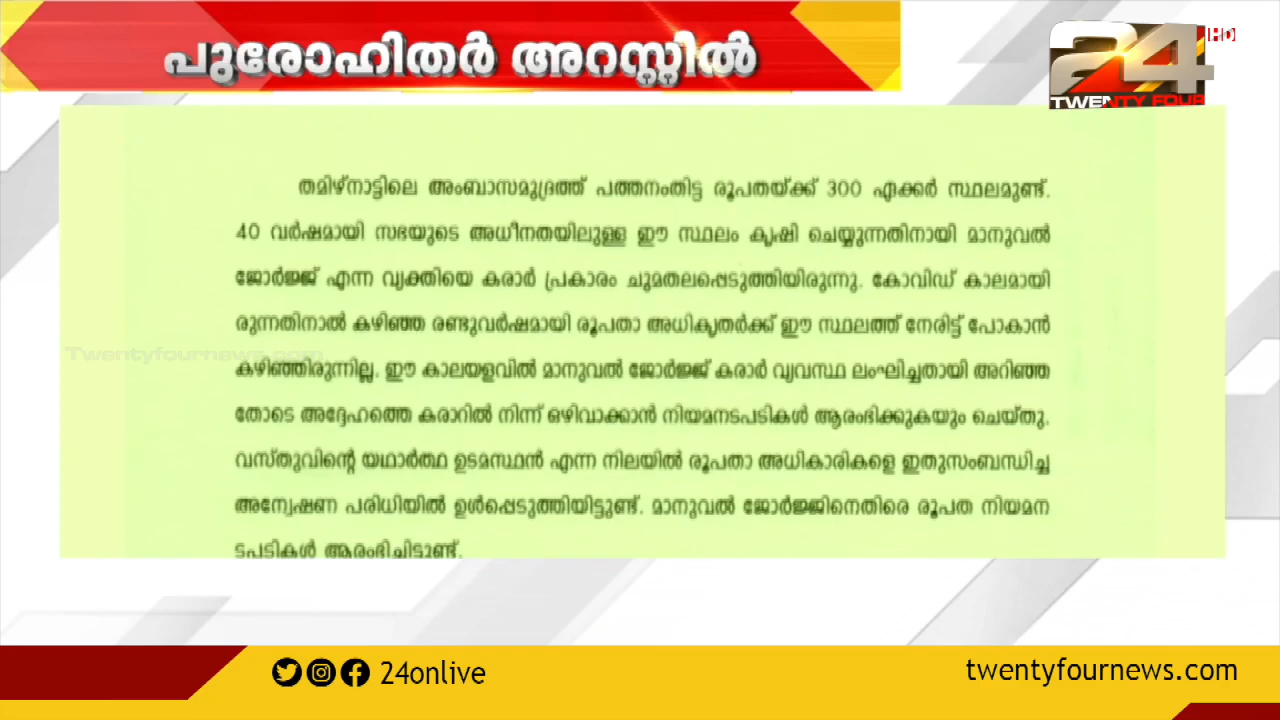 പുരോഹിതർ അറസ്റ്റിൽ
24
HD
TWENTY FOUR
തമിഴ്നാട്ടിലെ അംബാസമുദ്രത്ത് പത്തനംതിട്ട രൂപതയ്ക്ക് 300 ഏക്കർ സ്ഥലമുണ്ട്.
40 വർഷമായി സഭയുടെ അധീനതയിലുള്ള ഈ സ്ഥലം കൃഷി ചെയ്യുന്നതിനായി മാനുവൽ
ജോർജ്ജ് എന്ന വ്യക്തിയെ കരാർ പ്രകാരം ചുമതലപ്പെടുത്തിയിരുന്നു. കോവിഡ് കാലമായി
രുന്നതിനാൽ കഴിഞ്ഞ രണ്ടുവർഷമായി രൂപതാ അധികൃതർക്ക് ഈ സ്ഥലത്ത് നേരിട്ട് പോകാൻ
കഴിഞ്ഞിരുന്നില്ല. ഈ കാലയളവിൽ മാനുവൽ ജോർജ്ജ് കരാർ വ്യവസ്ഥ ലംഘിച്ചതായി അറിഞ്ഞ
തോടെ അദ്ദേഹത്തെ കരാറിൽ നിന്ന് ഒഴിവാക്കാൻ നിയമനടപടികൾ ആരംഭിക്കുകയും ചെയ്തു.
വസ്തുവിന്റെ യഥാർത്ഥ ഉടമസ്ഥൻ എന്ന നിലയിൽ രൂപതാ അധികാരികളെ ഇതുസംബന്ധിച്ച
അന്വേഷണ പരിധിയിൽ ഉൾപ്പെടുത്തിയിട്ടുണ്ട്. മാനുവൽ ജോർജ്ജിനെതിരെ രൂപത നിയമന
ടപടികൾ ആരംഭിച്ചിട്ടുണ്ട്.
Twentyfournews.com
24onlive
twentyfournews.com